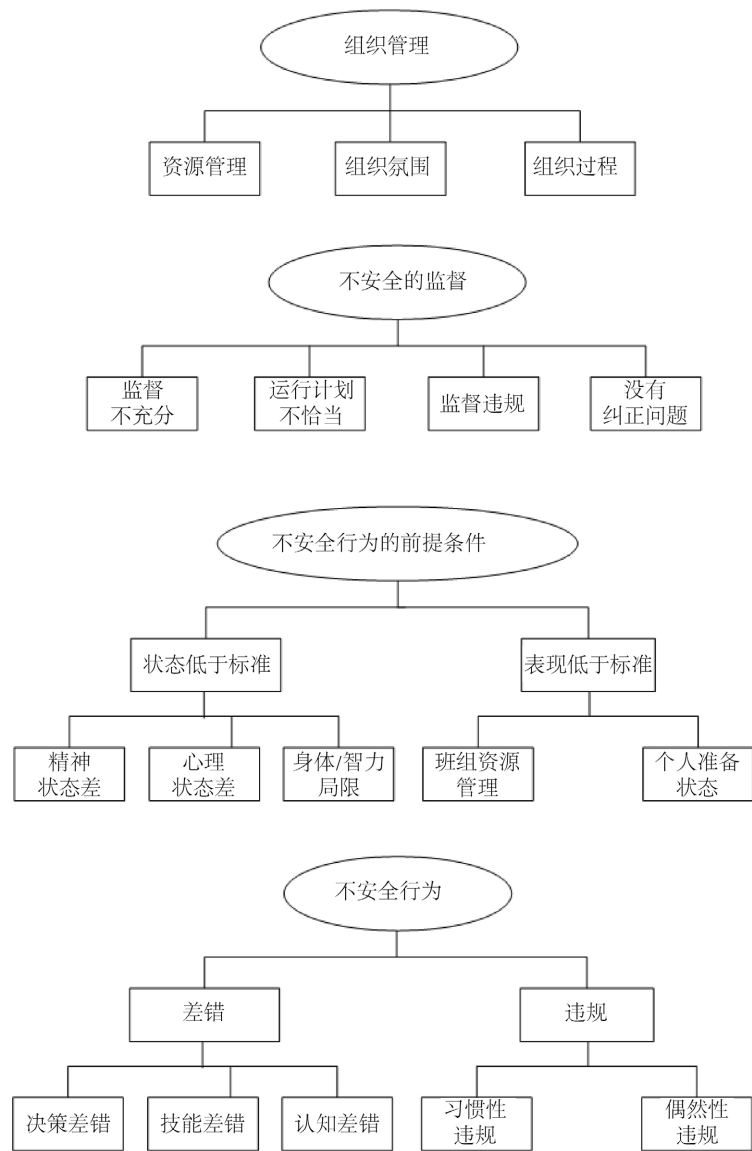 组织管理
资源管理
组织氛围
组织过程
不安全的监督
监督
不充分
运行计划
不恰当
监督违规
没有
纠正问题
不安全行为的前提条件
状态低于标准
表现低于标准
精神
状态差
心理
状态差
身体/智力
局限
班组资源
管理
个人准备
状态
不安全行为
差错
违规
决策差错
技能差错
认知差错
习惯性
违规
偶然性
违规